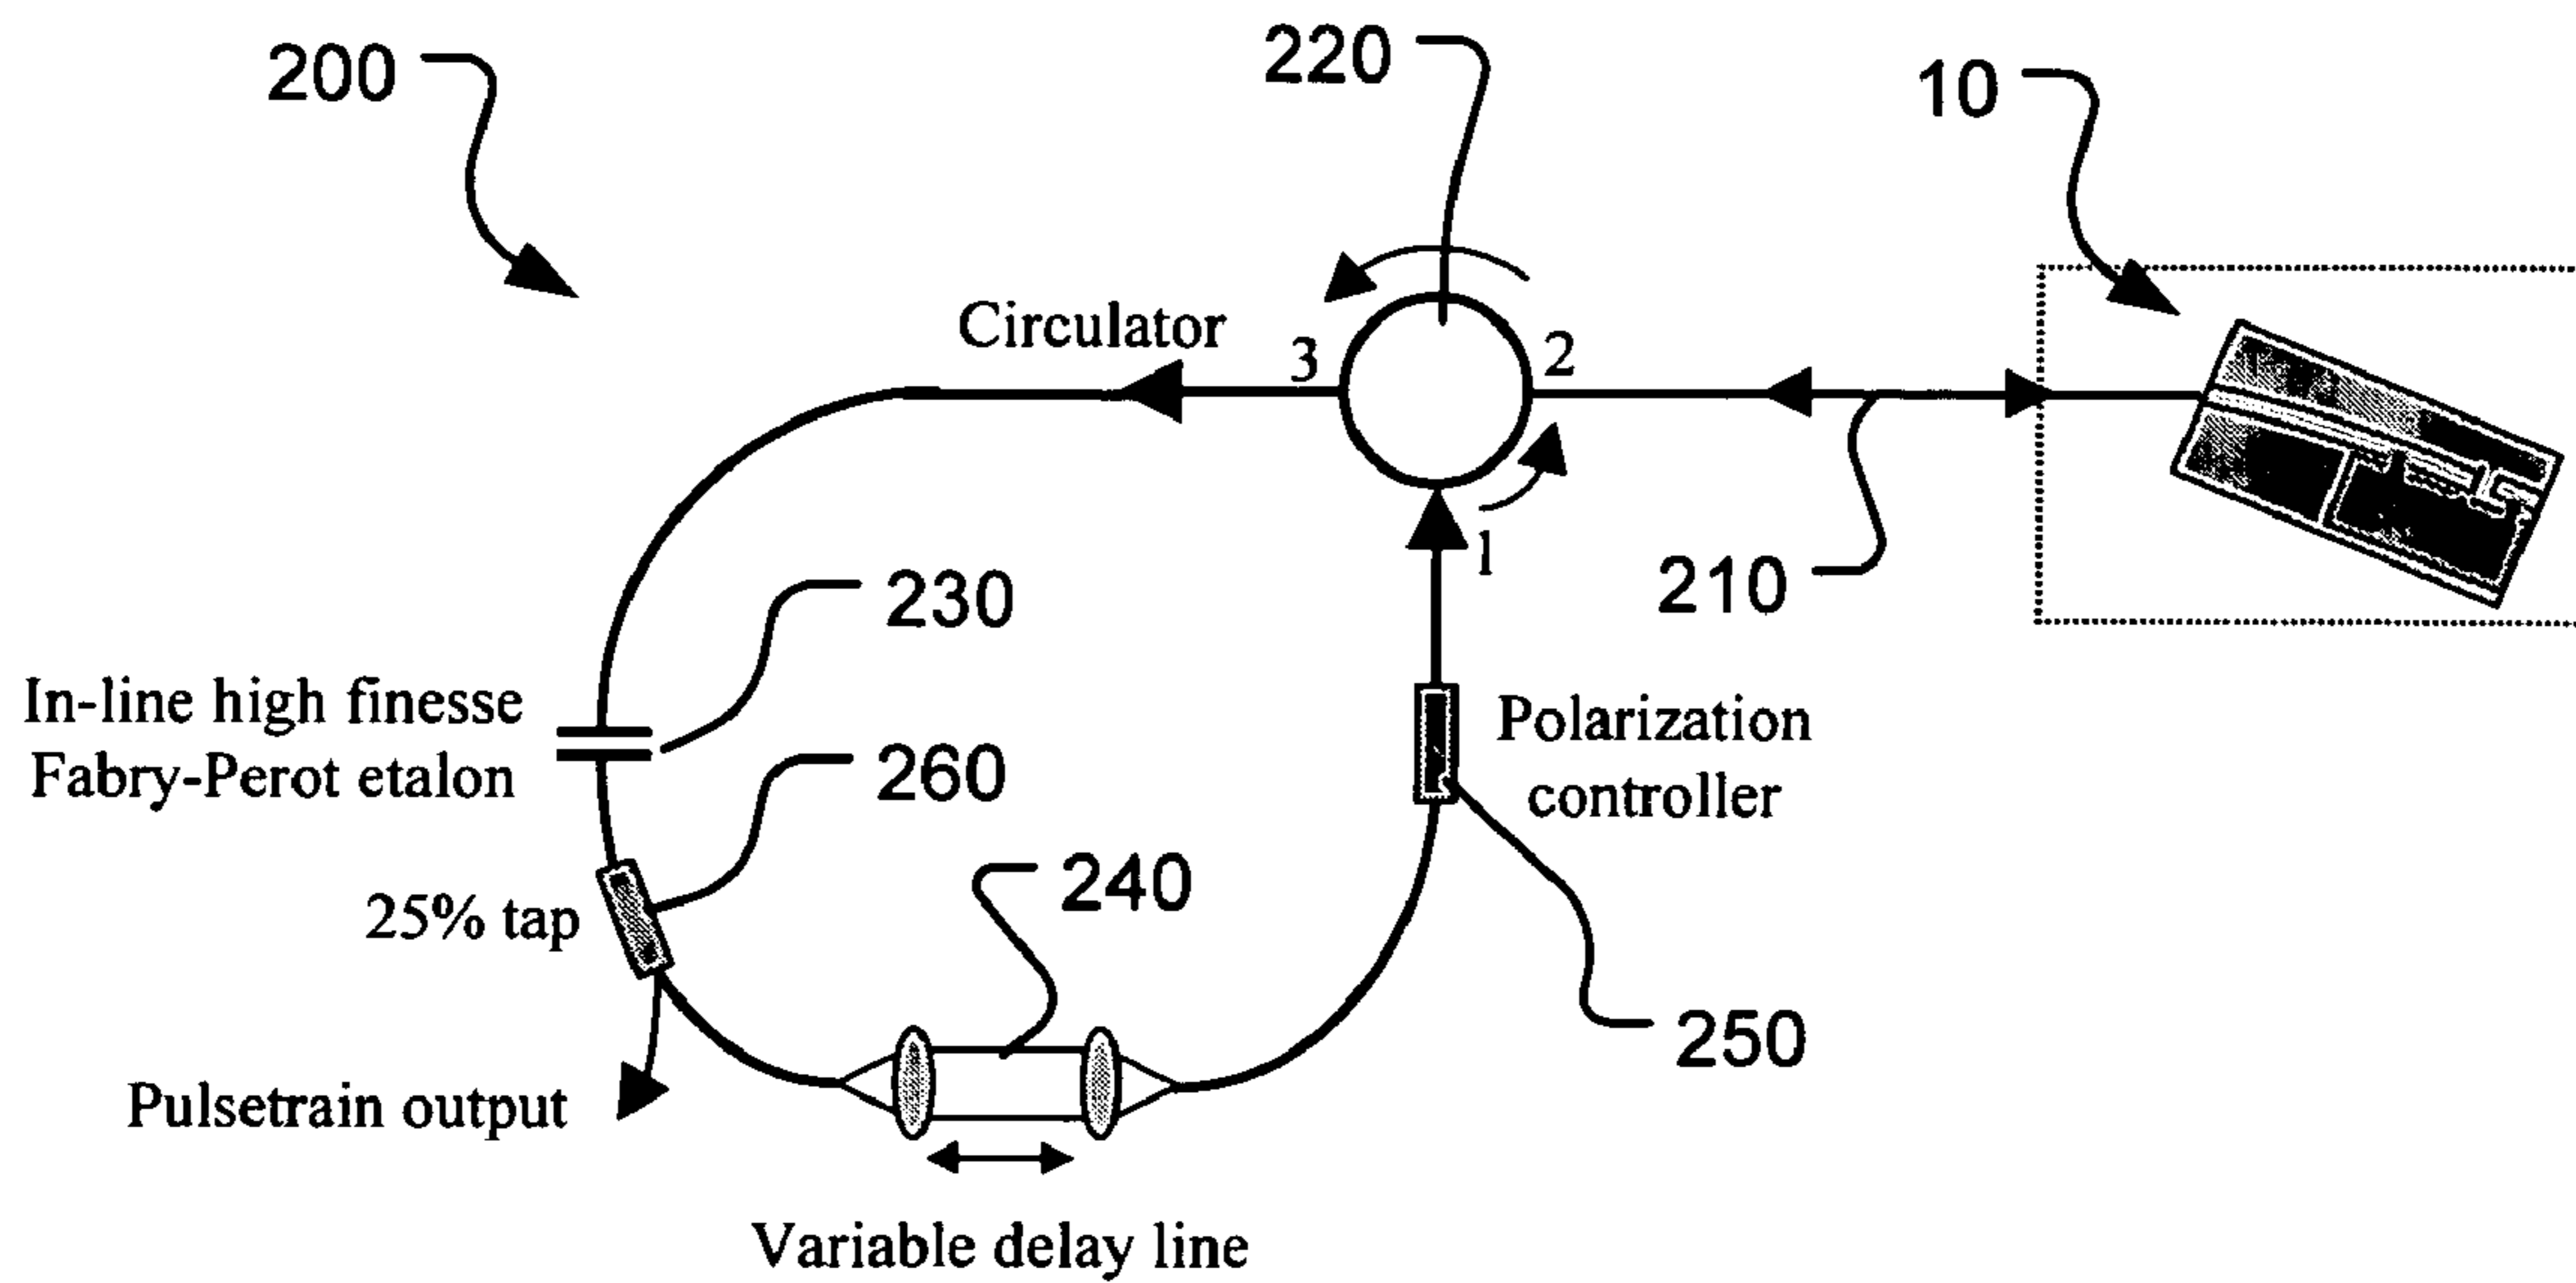 200
220
10
Circulator
3
2
1
210
230
In-line high finesse
Fabry-Perot etalon
260
Polarization
controller
25% tap
240
250
Pulsetrain output
Variable delay line